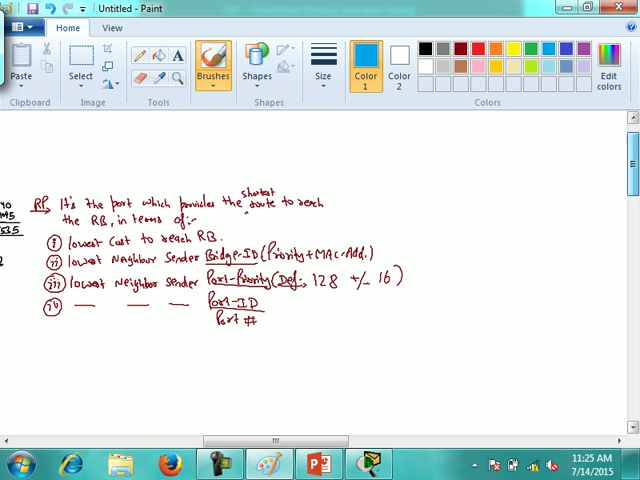 Untitled - Paint
Home View
Paste Select Brushes Shapes Size Color 1 Color 2 Edit colors
Clipboard Image Tools Shapes Colors
RP It's the port which provides the shortest route to reach
the RB, in terms of:-
i lowest Cost to reach RB.
ii lowest Neighbor Sender Bridge-ID (Priority + MAC-Add.)
iii lowest Neighbor Sender Port-Priority (Def. 128 +/- 16)
iv — — — Port-ID
Port #
11:25 AM
7/14/2015